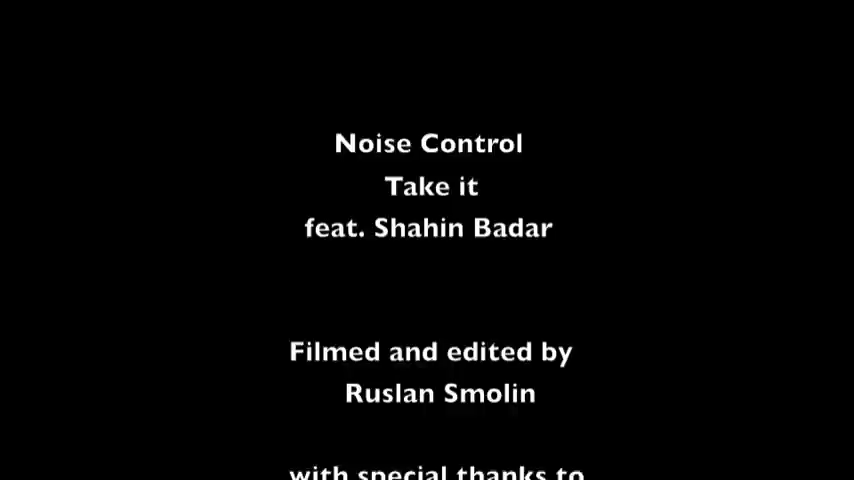 Noise Control
Take it
feat. Shahin Badar
Filmed and edited by
Ruslan Smolin
with special thanks to